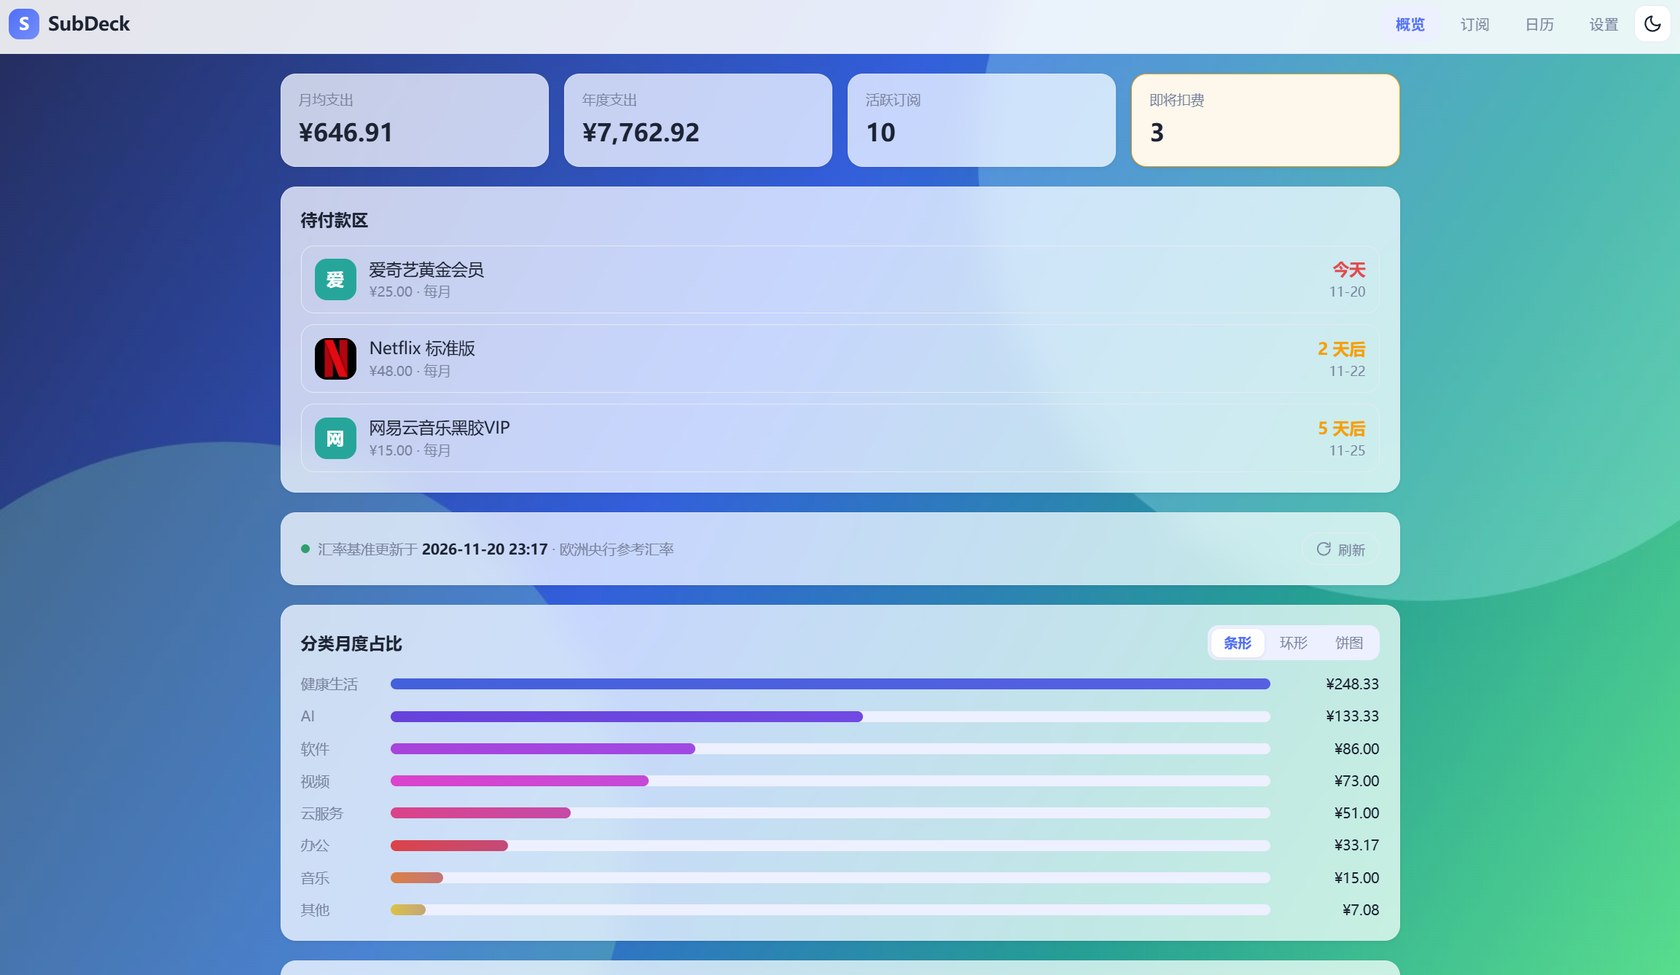 S SubDeck
概览 订阅 日历 设置
月均支出
¥646.91
年度支出
¥7,762.92
活跃订阅
10
即将扣费
3
待付款区
爱
爱奇艺黄金会员
¥25.00 · 每月
今天
11-20
N
Netflix 标准版
¥48.00 · 每月
2 天后
11-22
网
网易云音乐黑胶VIP
¥15.00 · 每月
5 天后
11-25
汇率基准更新于 2026-11-20 23:17 · 欧洲央行参考汇率
刷新
分类月度占比
条形 环形 饼图
健康生活 ¥248.33
AI ¥133.33
软件 ¥86.00
视频 ¥73.00
云服务 ¥51.00
办公 ¥33.17
音乐 ¥15.00
其他 ¥7.08